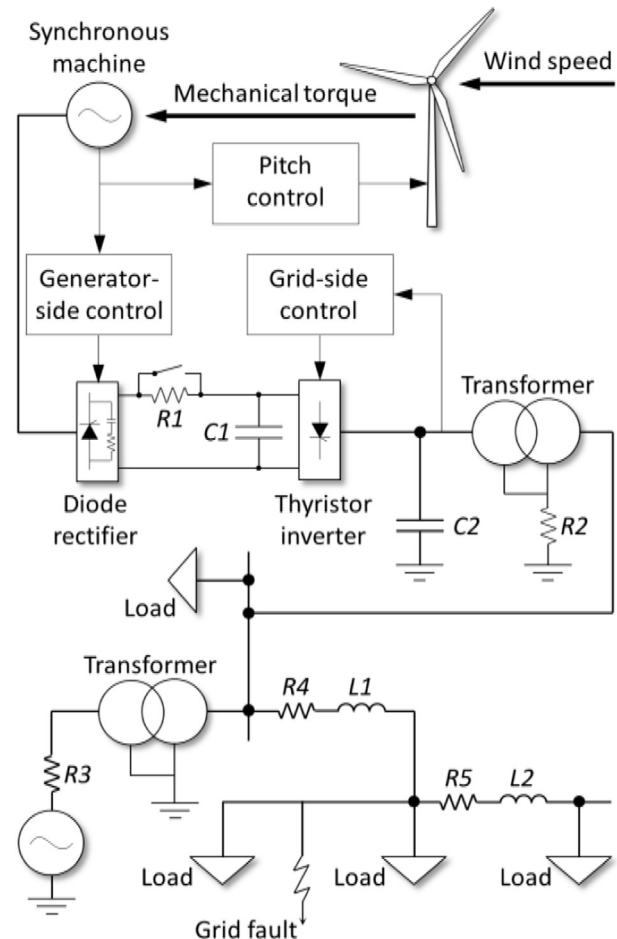 Synchronous
machine
Wind speed
Mechanical torque
Pitch
control
Generator-
side control
Grid-side
control
Transformer
R1
C1
Diode
rectifier
Thyristor
inverter
C2
R2
Load
Transformer
R4
L1
R3
R5
L2
Load
Load
Load
Grid fault